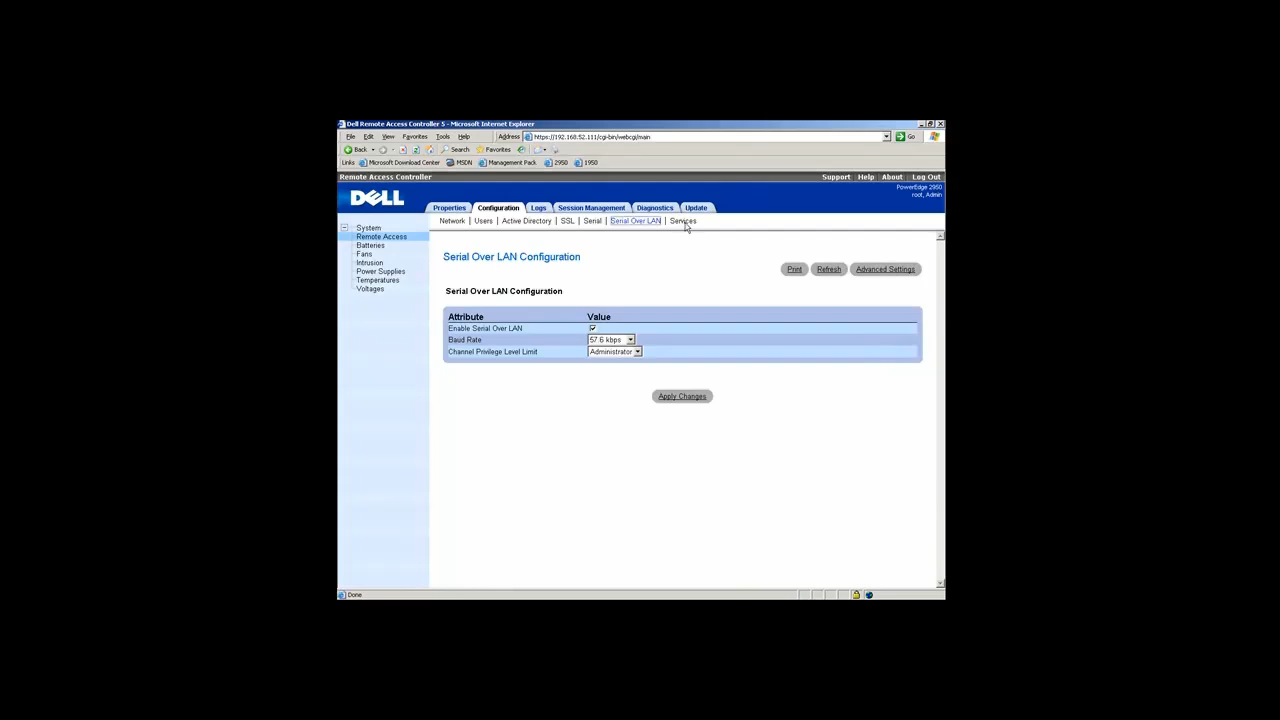 Dell Remote Access Controller 5 - Microsoft Internet Explorer
File Edit View Favorites Tools Help Address https://192.168.52.111/cgi-bin/webcgi/main Go
Back Search Favorites
Links Microsoft Download Center MSDN Management Pack 2950 1950
Remote Access Controller Support Help About Log Out
DELL
PowerEdge 2950
root, Admin
Properties Configuration Logs Session Management Diagnostics Update
Network | Users | Active Directory | SSL | Serial | Serial Over LAN | Services
System
Remote Access
Batteries
Fans
Intrusion
Power Supplies
Temperatures
Voltages
Serial Over LAN Configuration
Print Refresh Advanced Settings
Serial Over LAN Configuration
Attribute Value
Enable Serial Over LAN
Baud Rate 57.6 kbps
Channel Privilege Level Limit Administrator
Apply Changes
Done